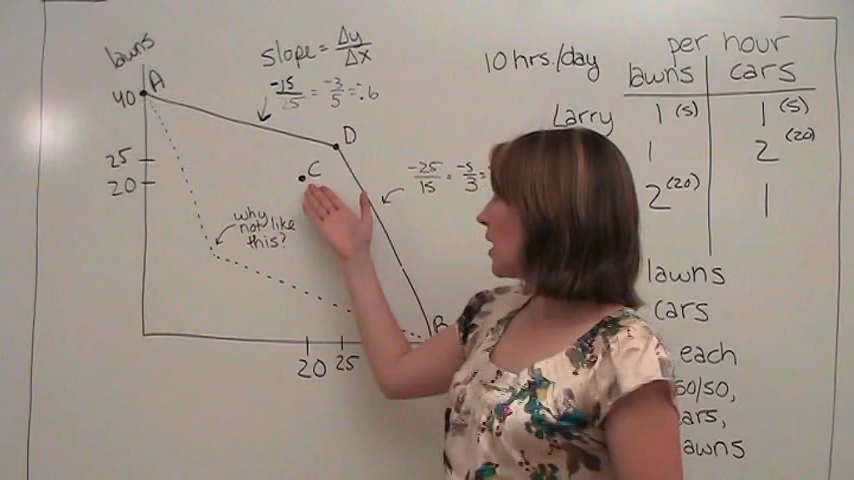 lawns
A
40
25
20
slope = Δy/Δx
-15/25 = -3/5 = -.6
D
C
-25/15 = -5/3 =
why
not like
this?
B
20 25
10 hrs./day
per hour
lawns cars
Larry 1 (5) 1 (5)
1 2 (20)
2 (20) 1
lawns
cars
each
50/50,
ars,
awns